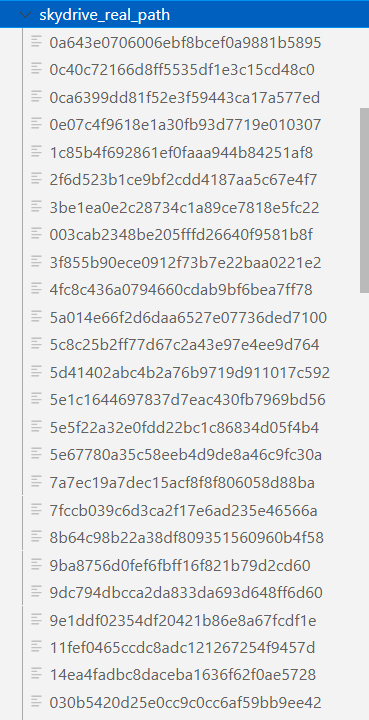 skydrive_real_path
0a643e0706006ebf8bcef0a9881b5895
0c40c72166d8ff5535df1e3c15cd48c0
0ca6399dd81f52e3f59443ca17a577ed
0e07c4f9618e1a30fb93d7719e010307
1c85b4f692861ef0faaa944b84251af8
2f6d523b1ce9bf2cdd4187aa5c67e4f7
3be1ea0e2c28734c1a89ce7818e5fc22
003cab2348be205fffd26640f9581b8f
3f855b90ece0912f73b7e22baa0221e2
4fc8c436a0794660cdab9bf6bea7ff78
5a014e66f2d6daa6527e07736ded7100
5c8c25b2ff77d67c2a43e97e4ee9d764
5d41402abc4b2a76b9719d911017c592
5e1c1644697837d7eac430fb7969bd56
5e5f22a32e0fdd22bc1c86834d05f4b4
5e67780a35c58eeb4d9de8a46c9fc30a
7a7ec19a7dec15acf8f8f806058d88ba
7fccb039c6d3ca2f17e6ad235e46566a
8b64c98b22a38df809351560960b4f58
9ba8756d0fef6fbff16f821b79d2cd60
9dc794dbcca2da833da693d648ff6d60
9e1ddf02354df20421b86e8a67fcdf1e
11fef0465ccdc8adc121267254f9457d
14ea4fadbc8daceba1636f62f0ae5728
030b5420d25e0cc9c0cc6af59bb9ee42